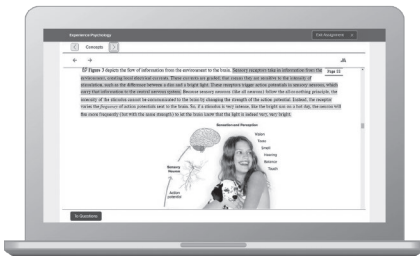 Experience Psychology
Exit Assignment
Concepts
Figure 3 depicts the flow of information from the environment to the brain. Sensory receptors take in information from the
Page 82
environment, creating local electrical currents. These currents are graded; that means they are sensitive to the intensity of
stimulation, such as the difference between a dim and a bright light. These receptors trigger action potentials in sensory neurons, which
carry that information to the central nervous system. Because sensory neurons (like all neurons) follow the all-or-nothing principle, the
intensity of the stimulus cannot be communicated to the brain by changing the strength of the action potential. Instead, the receptor
varies the frequency of action potentials sent to the brain. So, if a stimulus is very intense, like the bright sun on a hot day, the neuron will
fire more frequently (but with the same strength) to let the brain know that the light is indeed very, very bright.
Sensation and Perception
Vision
Taste
Smell
Hearing
Balance
Touch
Sensory
Neuron
Action
potential
To Questions